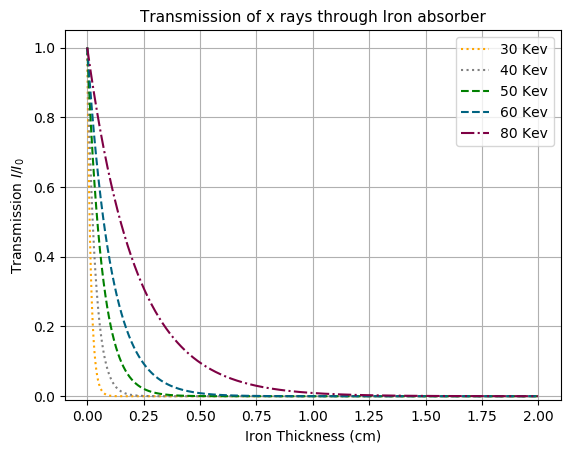 Transmission of x rays through Iron absorber
30 Kev
40 Kev
50 Kev
60 Kev
80 Kev
1.0
0.8
0.6
0.4
0.2
0.0
Transmission I/I₀
0.00 0.25 0.50 0.75 1.00 1.25 1.50 1.75 2.00
Iron Thickness (cm)